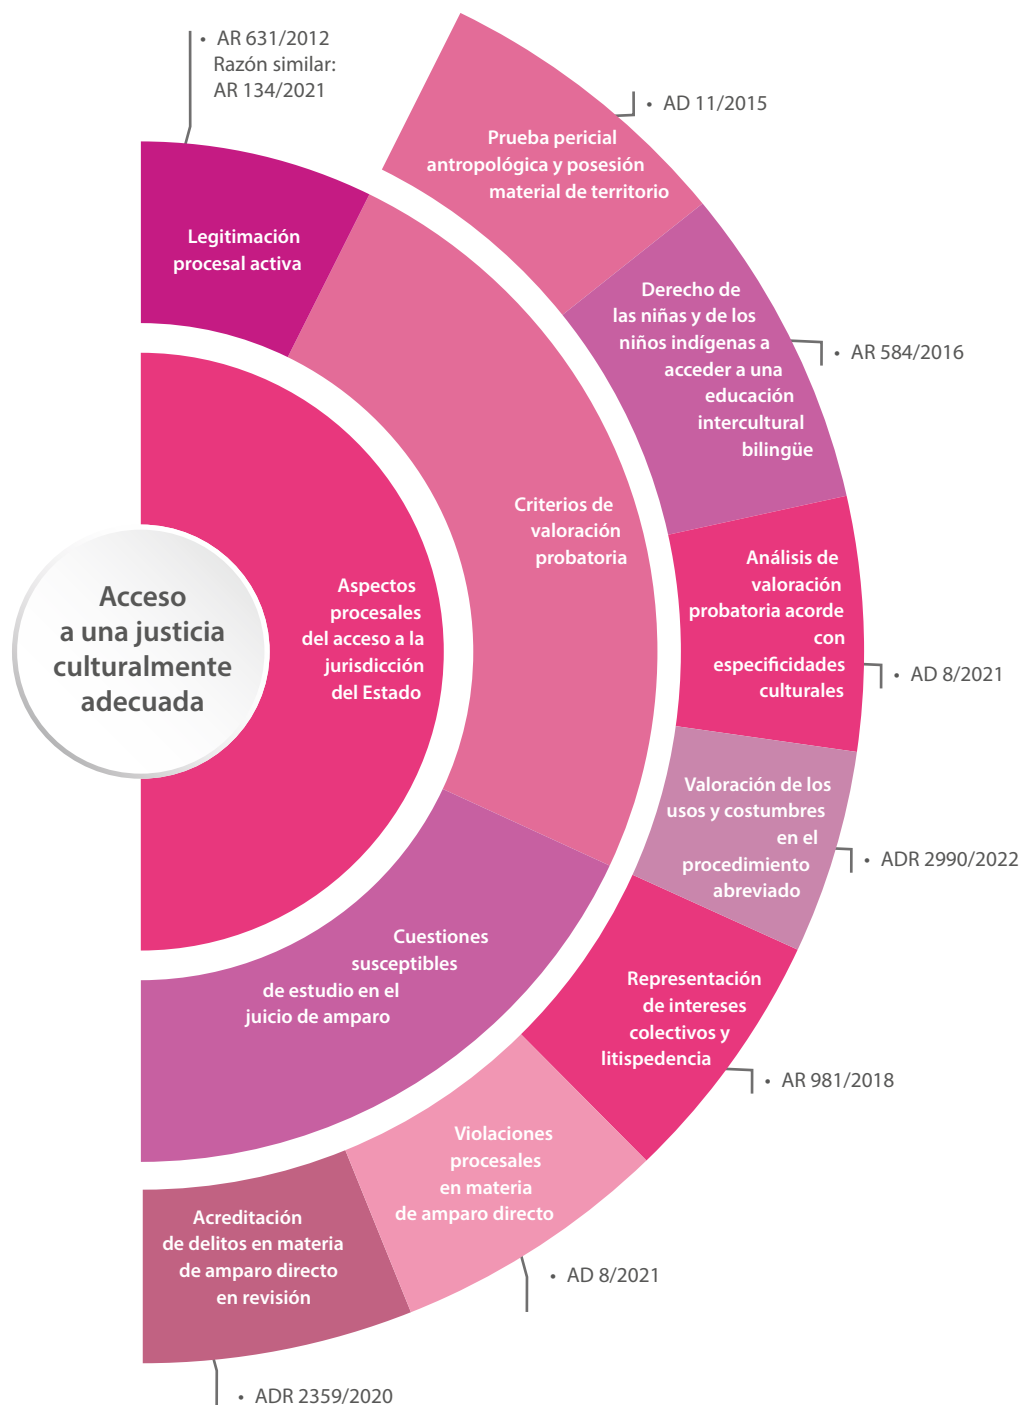 • AR 631/2012
Razón similar:
AR 134/2021
Legitimación
procesal activa
Prueba pericial
antropológica y posesión
material de territorio
• AD 11/2015
Derecho de
las niñas y de los
niños indígenas a
acceder a una
educación
intercultural
bilingüe
• AR 584/2016
Criterios de
valoración
probatoria
Análisis de
valoración
probatoria acorde
con
especificidades
culturales
• AD 8/2021
Acceso
a una justicia
culturalmente
adecuada
Aspectos
procesales
del acceso a la
jurisdicción
del Estado
Valoración de los
usos y costumbres
en el
procedimiento
abreviado
• ADR 2990/2022
Cuestiones
susceptibles
de estudio en el
juicio de amparo
Representación
de intereses
colectivos y
litispedencia
• AR 981/2018
Violaciones
procesales
en materia
de amparo directo
• AD 8/2021
Acreditación
de delitos en materia
de amparo directo
en revisión
• ADR 2359/2020